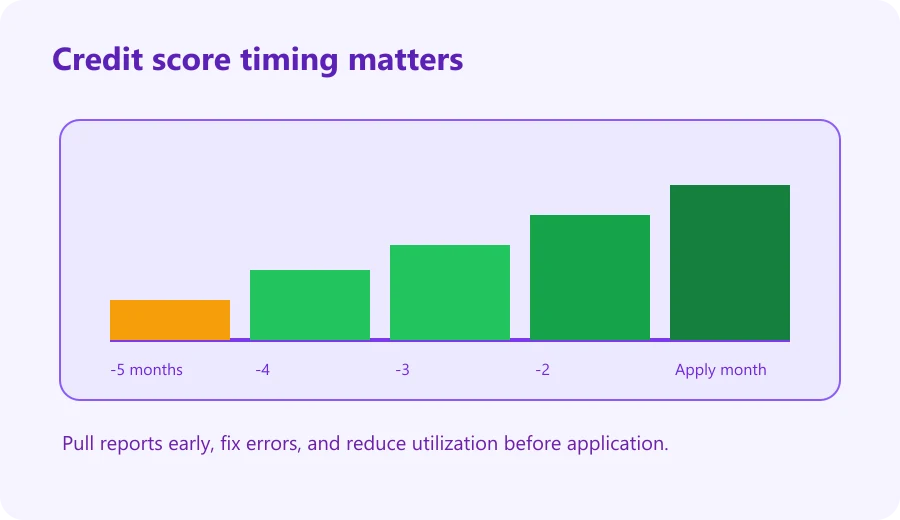 Credit score timing matters
-5 months
-4
-3
-2
Apply month
Pull reports early, fix errors, and reduce utilization before application.